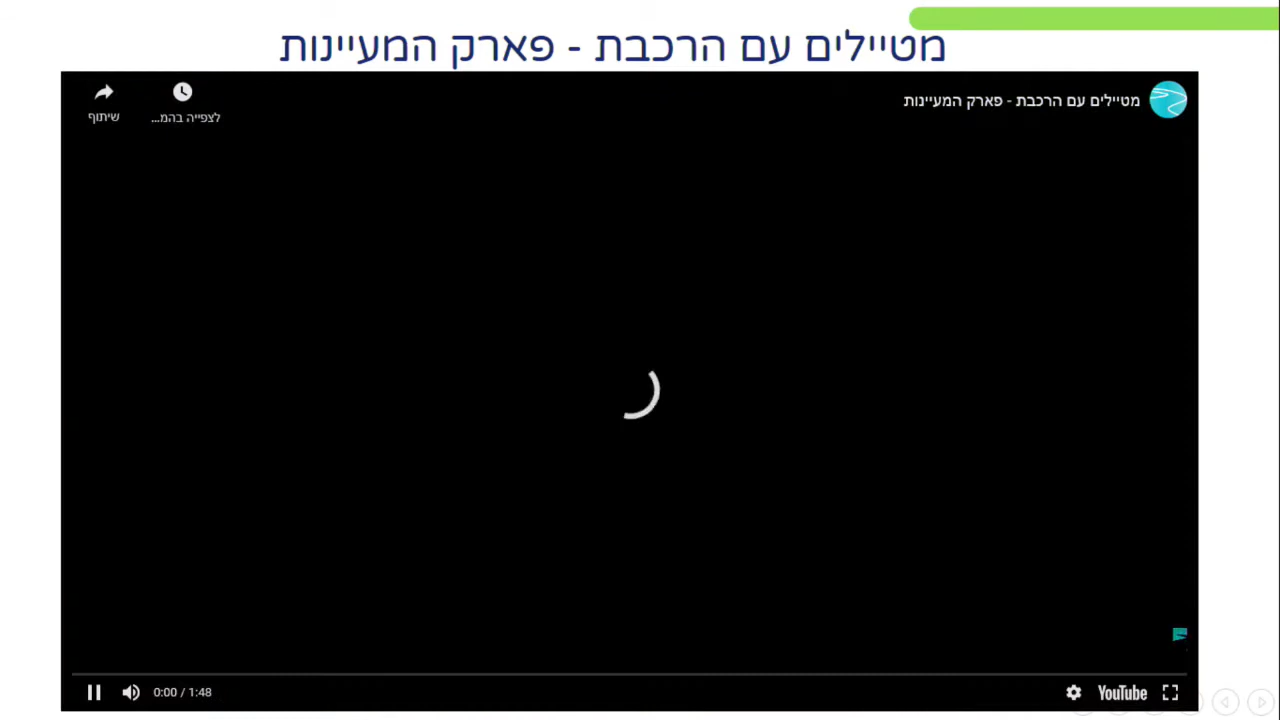 מטיילים עם הרכבת - פארק המעיינות
מטיילים עם הרכבת - פארק המעיינות
לצפייה בהמ...
שיתוף
0:00 / 1:48
YouTube